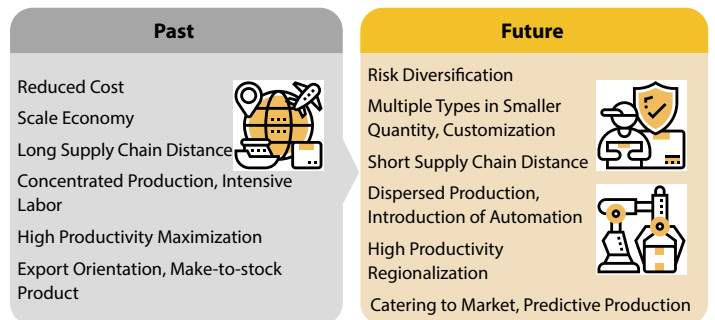 Past
Reduced Cost
Scale Economy
Long Supply Chain Distance
Concentrated Production, Intensive
Labor
High Productivity Maximization
Export Orientation, Make-to-stock
Product
Future
Risk Diversification
Multiple Types in Smaller
Quantity, Customization
Short Supply Chain Distance
Dispersed Production,
Introduction of Automation
High Productivity
Regionalization
Catering to Market, Predictive Production